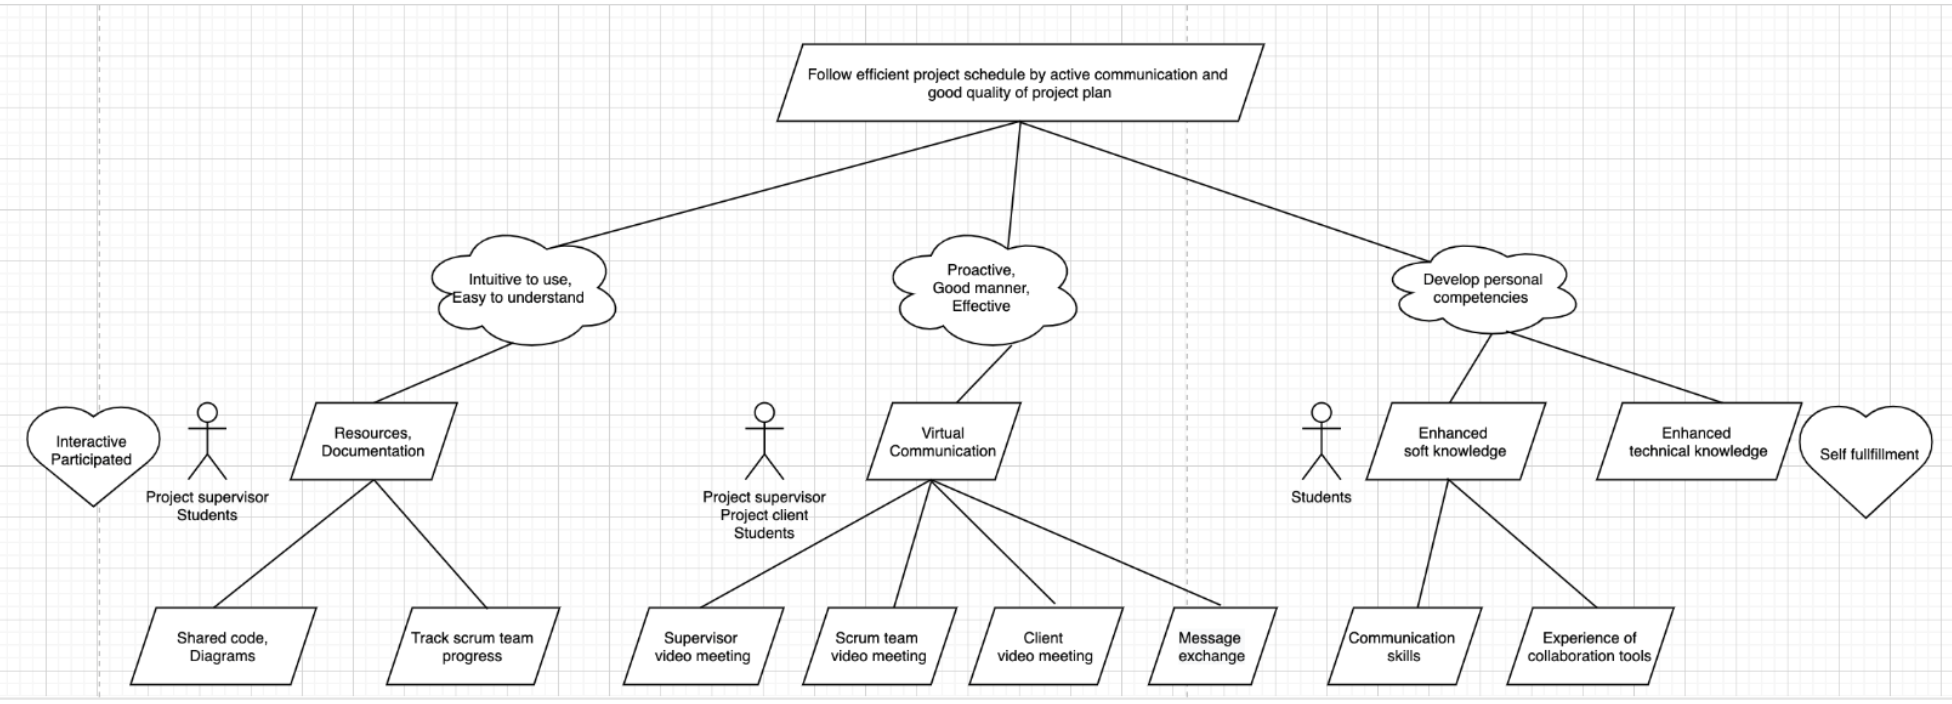 Follow efficient project schedule by active communication and
good quality of project plan
Intuitive to use,
Easy to understand
Proactive,
Good manner,
Effective
Develop personal
competencies
Interactive
Participated
Project supervisor
Students
Resources,
Documentation
Project supervisor
Project client
Students
Virtual
Communication
Students
Enhanced
soft knowledge
Enhanced
technical knowledge
Self fullfillment
Shared code,
Diagrams
Track scrum team
progress
Supervisor
video meeting
Scrum team
video meeting
Client
video meeting
Message
exchange
Communication
skills
Experience of
collaboration tools